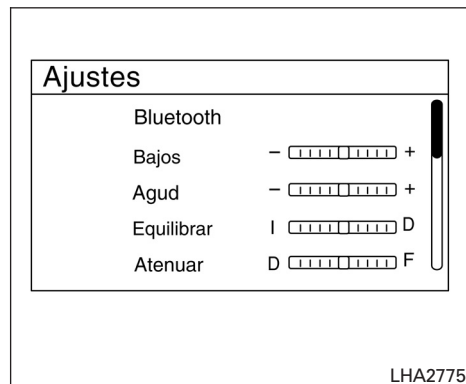 Ajustes
Bluetooth
Bajos − +
Agud − +
Equilibrar I D
Atenuar D F
LHA2775